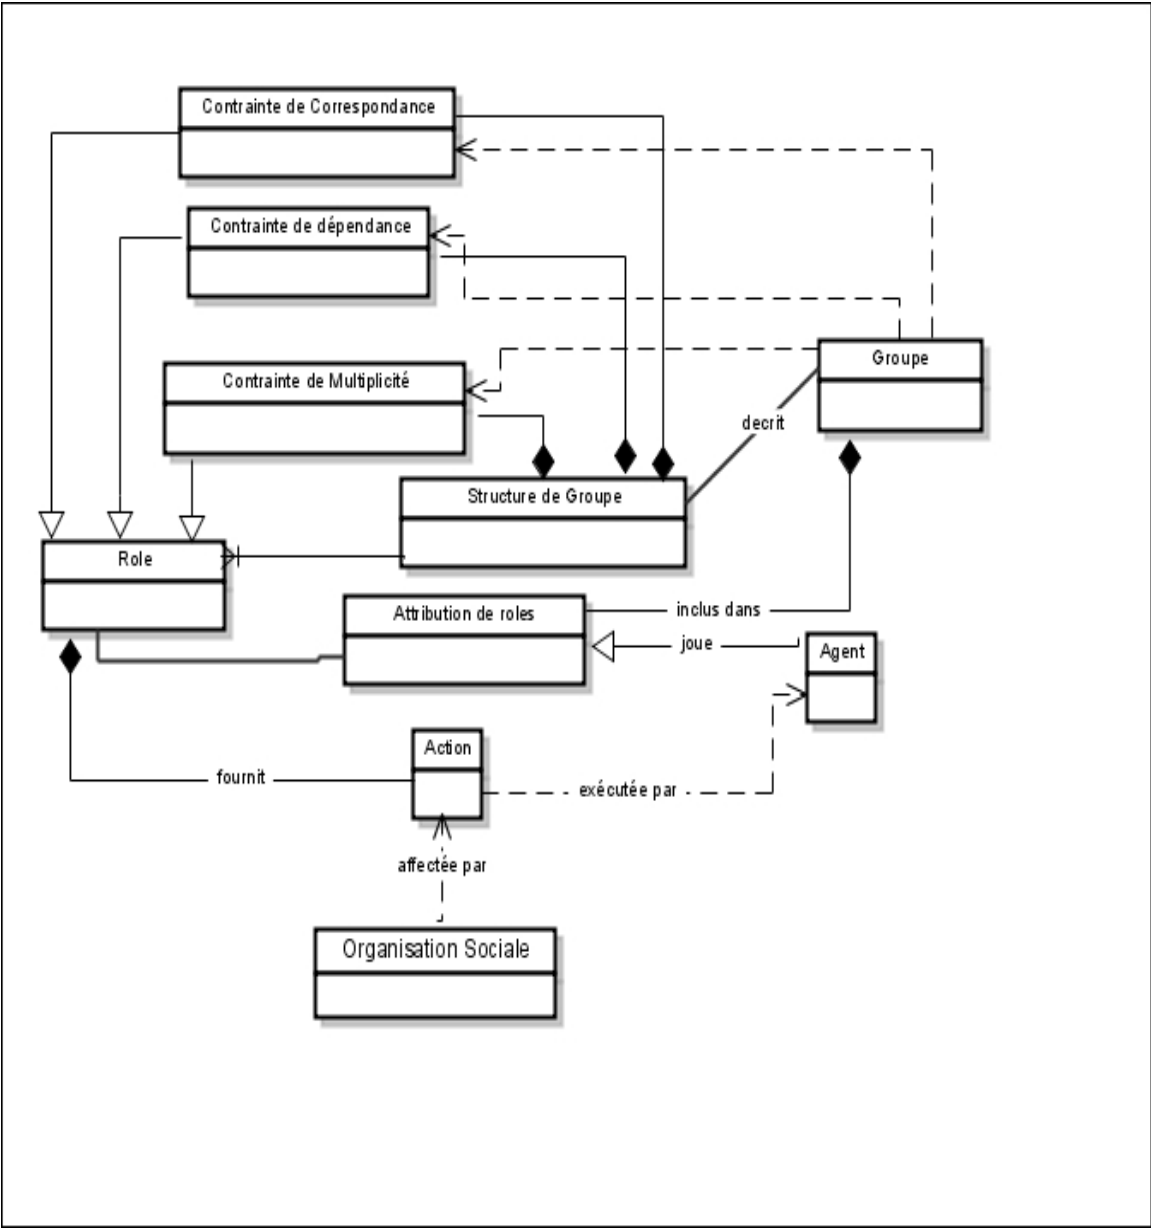 Contrainte de Correspondance
Contrainte de dépendance
Groupe
Contrainte de Multiplicité
decrit
Structure de Groupe
Role
Attribution de roles
inclus dans
joue
Agent
Action
fournit
exécutée par
affectée par
Organisation Sociale